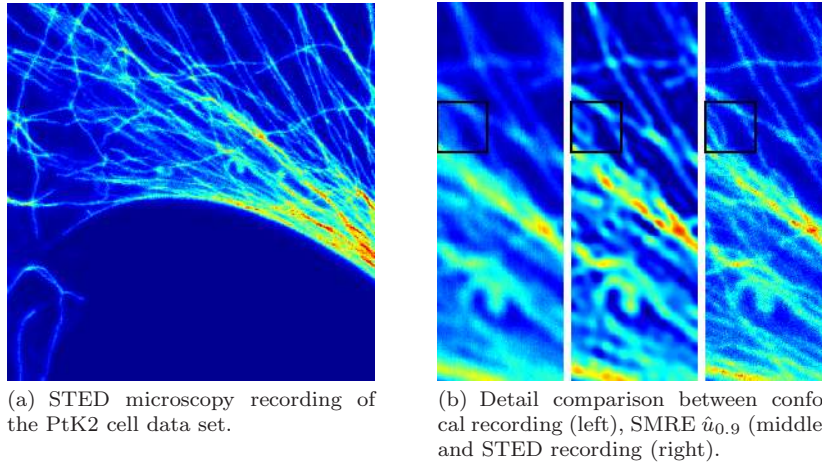 (a) STED microscopy recording of
the PtK2 cell data set.
(b) Detail comparison between confo
cal recording (left), SMRE û0.9 (middle
and STED recording (right).